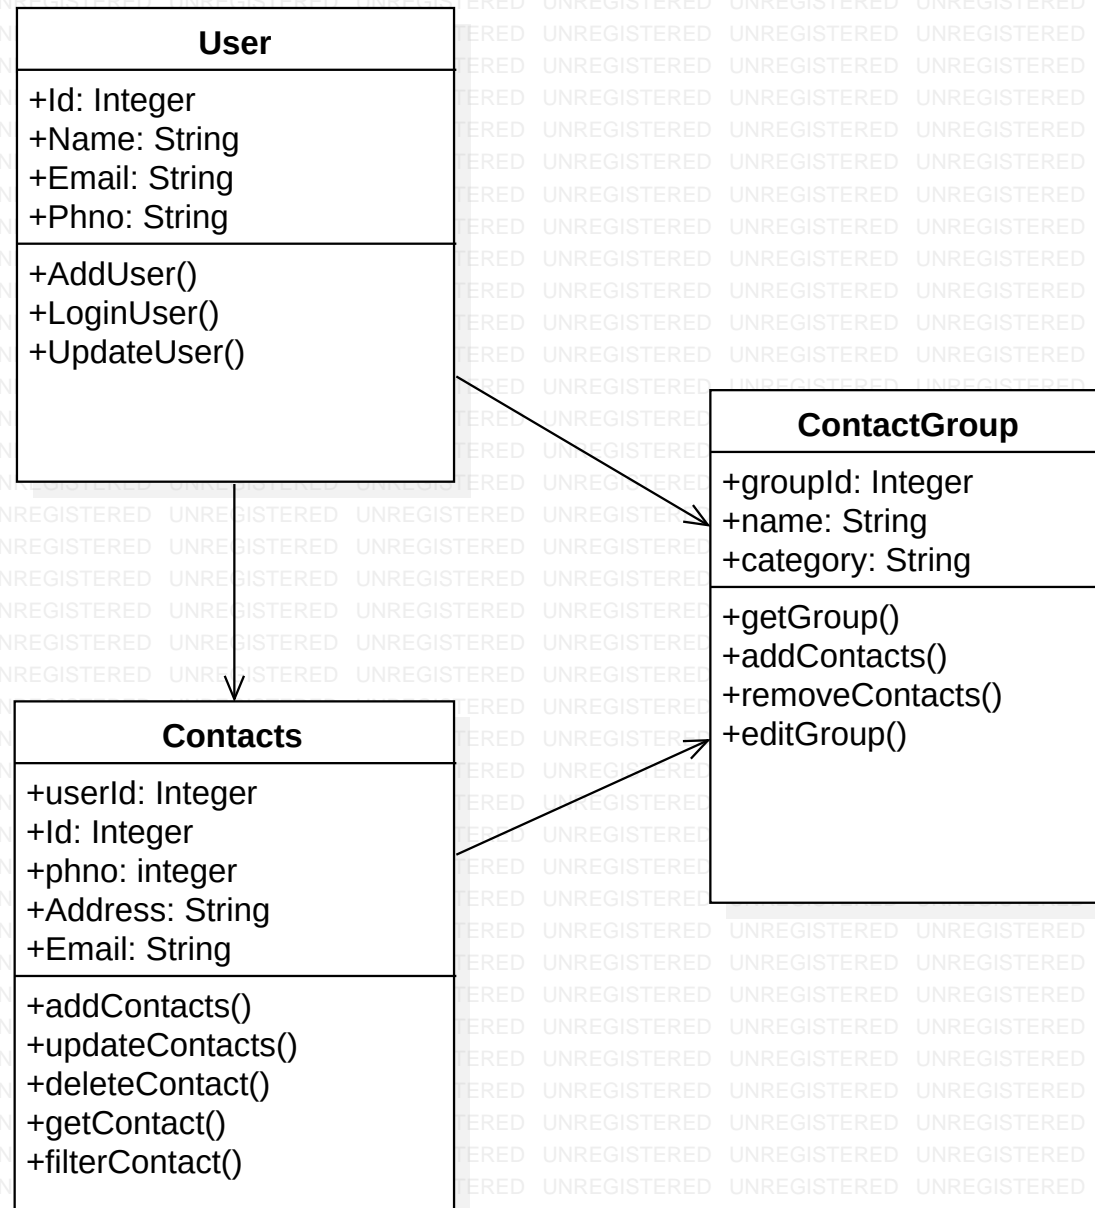 User
+Id: Integer
+Name: String
+Email: String
+Phno: String
+AddUser()
+LoginUser()
+UpdateUser()
ContactGroup
+groupId: Integer
+name: String
+category: String
+getGroup()
+addContacts()
+removeContacts()
+editGroup()
Contacts
+userId: Integer
+Id: Integer
+phno: integer
+Address: String
+Email: String
+addContacts()
+updateContacts()
+deleteContact()
+getContact()
+filterContact()
UNREGISTERED